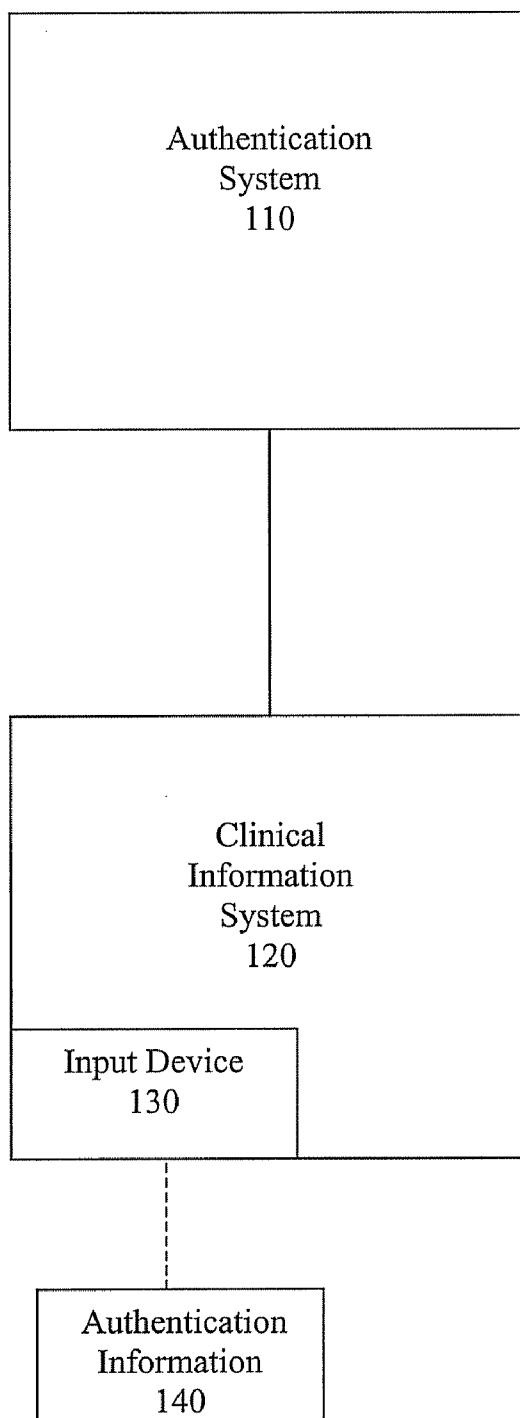 Authentication
System
110
Clinical
Information
System
120
Input Device
130
Authentication
Information
140